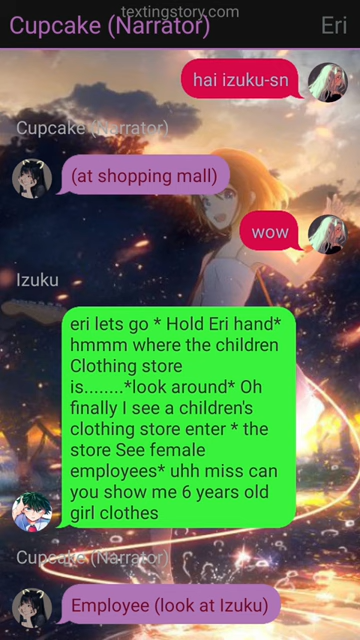 textingstory.com
Cupcake (Narrator)
Eri
hai izuku-sn
Cupcake (Narrator)
(at shopping mall)
wow
Izuku
eri lets go * Hold Eri hand*
hmmm where the children
Clothing store
is........*look around* Oh
finally I see a children's
clothing store enter * the
store See female
employees* uhh miss can
you show me 6 years old
girl clothes
Cupcake (Narrator)
Employee (look at Izuku)